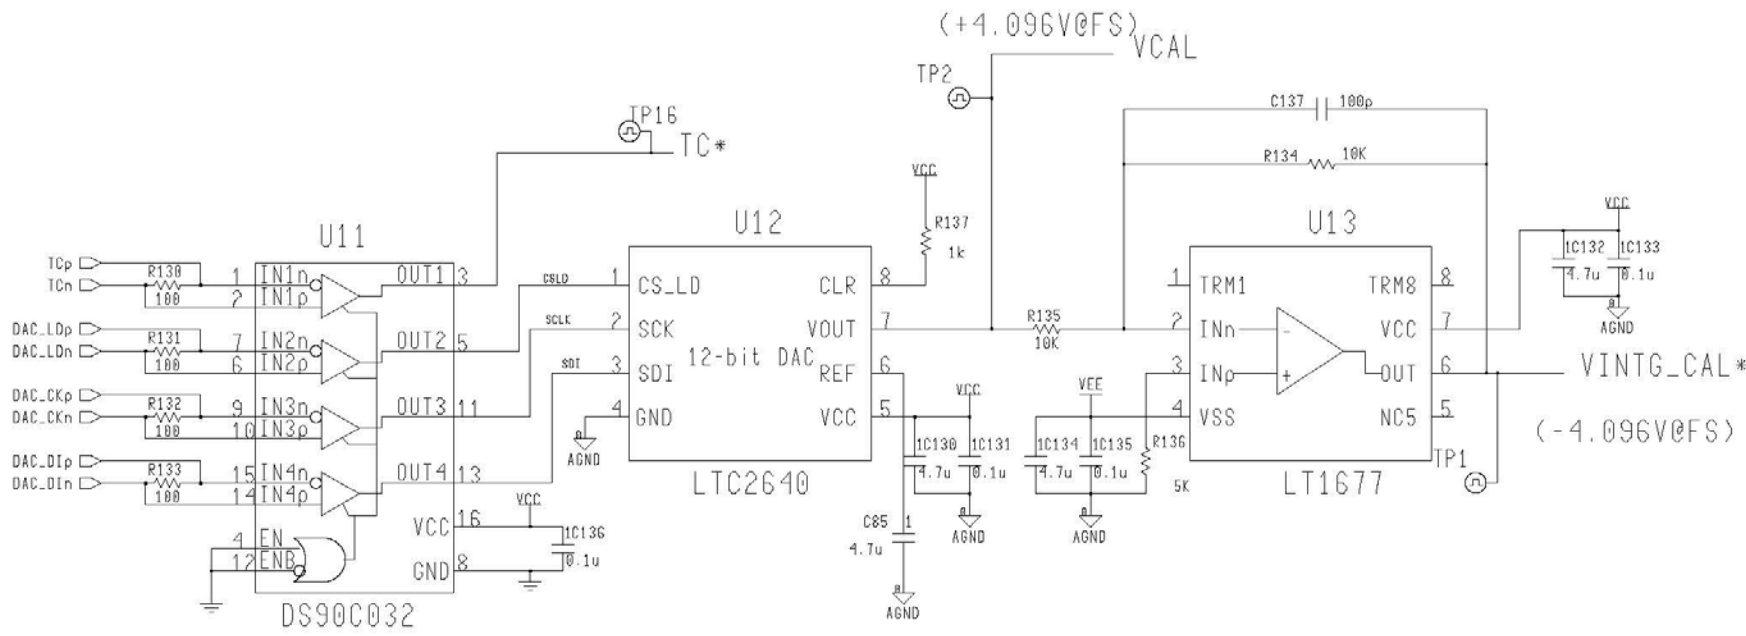 (+4.096V@FS)
VCAL
TP2
C137 100p
TP16
TC*
R134 10K
VCC
U11
U12
R137
1k
U13
VCC
1C132 1C133
4.7u 0.1u
AGND
TCp
TCn
R130
100
1 IN1n OUT1 3
2 IN1p
CSLD
1 CS_LD CLR 8
1 TRM1 TRM8 8
DAC_LDp
DAC_LDn
R131
100
7 IN2n OUT2 5
6 IN2p
SCLK
2 SCK VOUT 7
R135
10K
2 INn VCC 7
- 
12-bit DAC
SDI
3 SDI REF 6
3 INp OUT 6
+
VINTG_CAL*
(-4.096V@FS)
DAC_CKp
DAC_CKn
R132
100
9 IN3n OUT3 11
10 IN3p
4 GND VCC 5
AGND
VCC
1C130 1C131
4.7u 0.1u
AGND
VEE
4 VSS NC5 5
1C134 1C135
4.7u 0.1u
AGND
R136
5K
TP1
DAC_DIp
DAC_DIn
R133
100
15 IN4n OUT4 13
14 IN4p
LTC2640
LT1677
C85 1
4.7u
AGND
VCC
VCC 16
1C136
0.1u
4 EN
12 ENB
GND 8
DS90C032